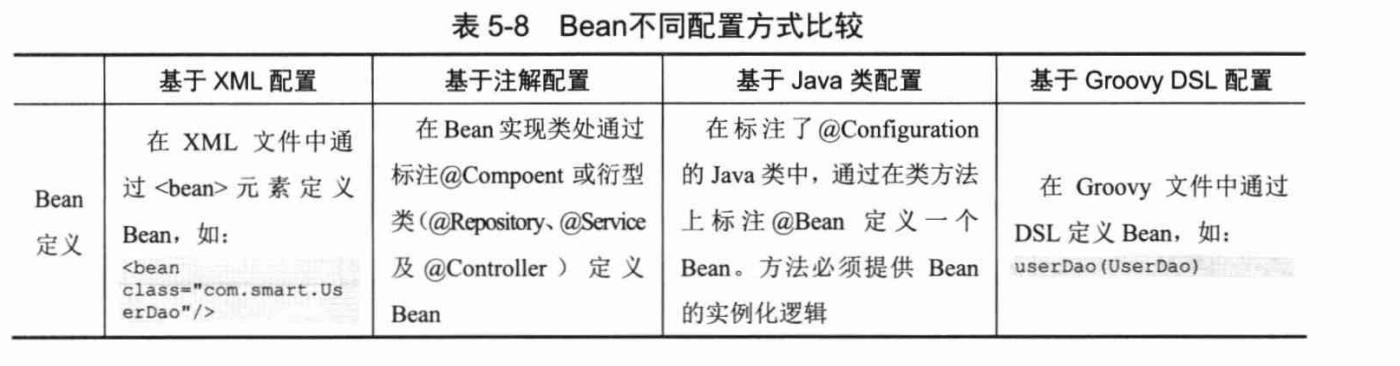 表 5-8 Bean不同配置方式比较
基于 XML 配置
基于注解配置
基于 Java 类配置
基于 Groovy DSL 配置
Bean
定义
在 XML 文件中通
过 <bean> 元素定义
Bean，如：
<bean
class="com.smart.Us
erDao"/>
在 Bean 实现类处通过
标注@Compoent 或衍型
类（@Repository、@Service
及 @Controller）定义
Bean
在标注了@Configuration
的 Java 类中，通过在类方法
上标注 @Bean 定义一个
Bean。方法必须提供 Bean
的实例化逻辑
在 Groovy 文件中通过
DSL 定义 Bean，如：
userDao(UserDao)